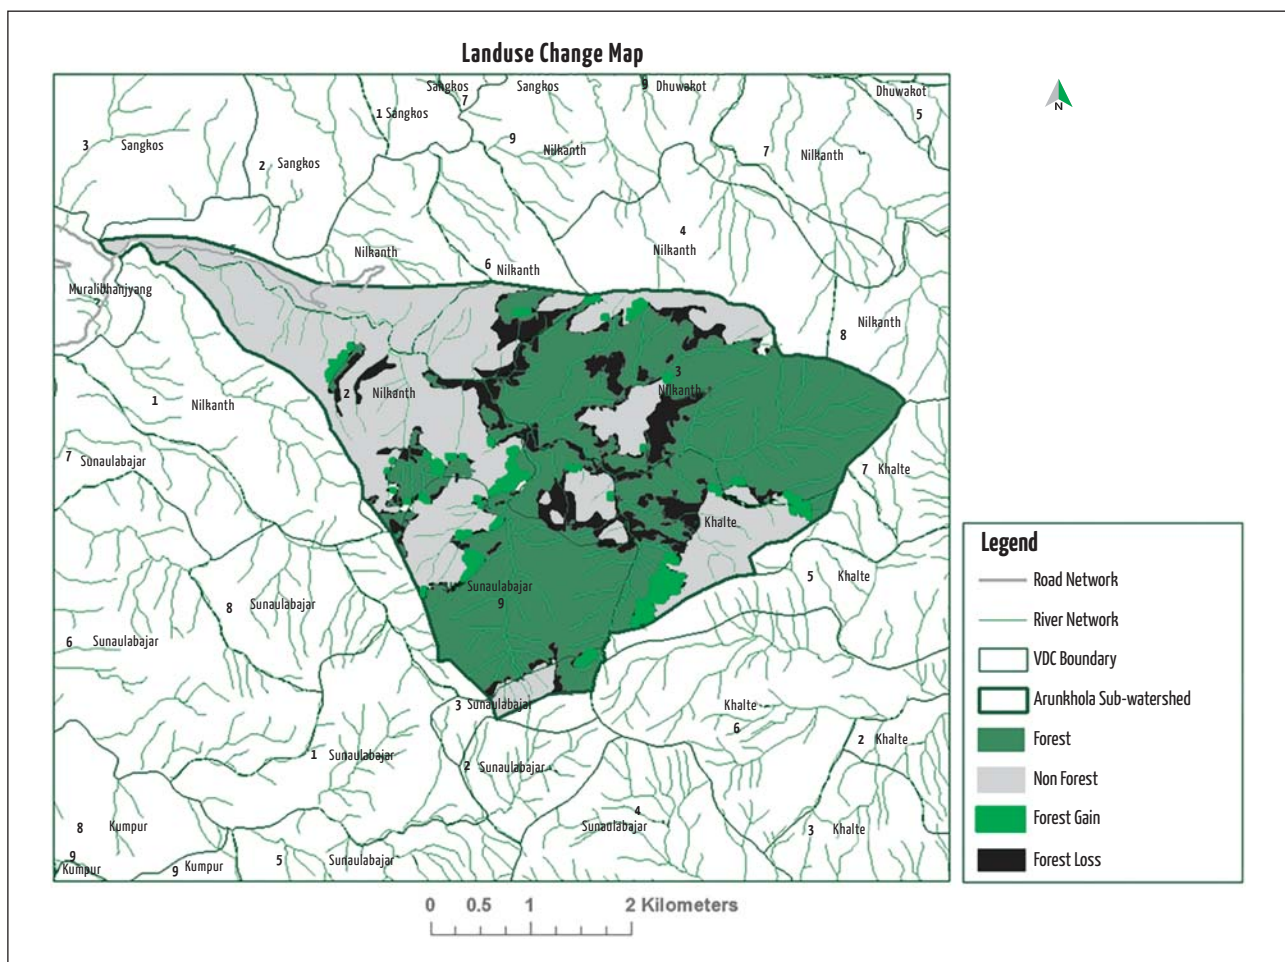 Landuse Change Map
Sangkos
Sangkos
9
Dhuwakot
Dhuwakot
7
1
Sangkos
5
3
Sangkos
9
Nilkanth
7
Nilkanth
2
Sangkos
N
4
Nilkanth
Nilkanth
6
Nilkanth
Muralibhanjyang
8
Nilkanth
3
Nilkanth
2
Nilkanth
1
Nilkanth
7
Sunaulabajar
7
Khalte
Khalte
5
Khalte
Sunaulabajar
9
8
Sunaulabajar
6
Sunaulabajar
3
Sunaulabajar
Khalte
6
2
Khalte
1
Sunaulabajar
2
Sunaulabajar
4
Sunaulabajar
3
Khalte
8
Kumpur
9
Kumpur
9
Kumpur
5
Sunaulabajar
Legend
Road Network
River Network
VDC Boundary
Arunkhola Sub-watershed
Forest
Non Forest
Forest Gain
Forest Loss
0 0.5 1 2 Kilometers